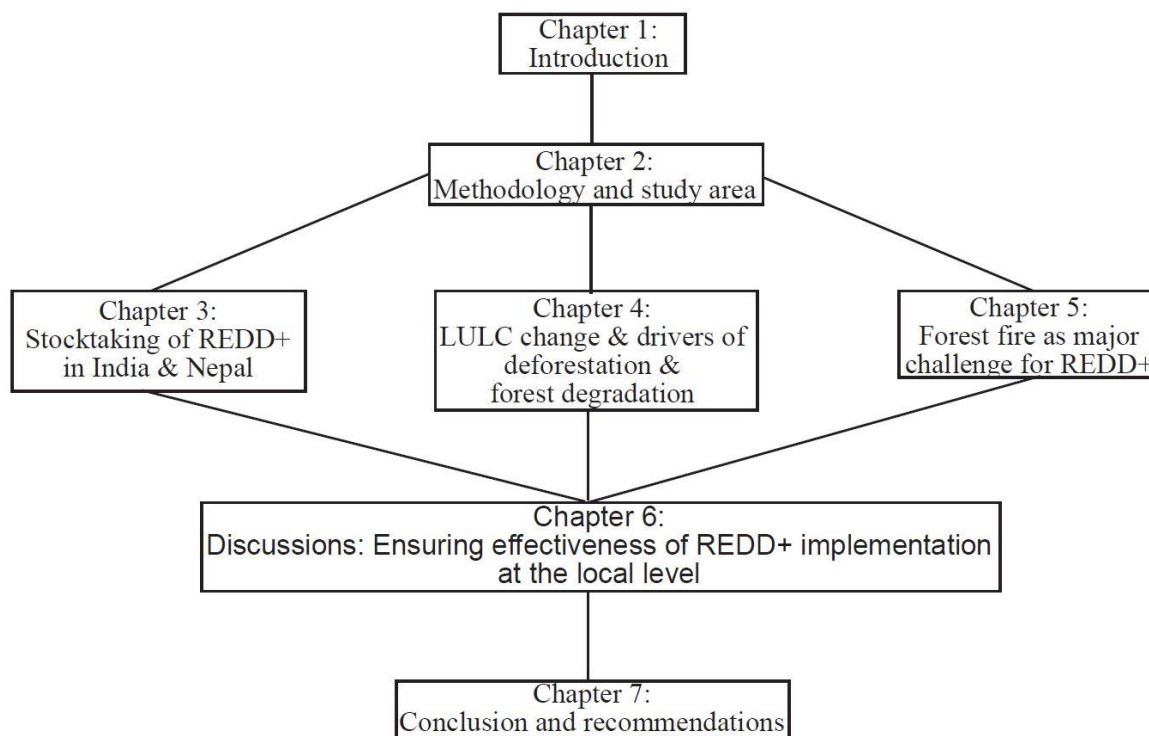 Chapter 1:
Introduction
Chapter 2:
Methodology and study area
Chapter 3:
Stocktaking of REDD+
in India & Nepal
Chapter 4:
LULC change & drivers of
deforestation &
forest degradation
Chapter 5:
Forest fire as major
challenge for REDD+
Chapter 6:
Discussions: Ensuring effectiveness of REDD+ implementation
at the local level
Chapter 7:
Conclusion and recommendations